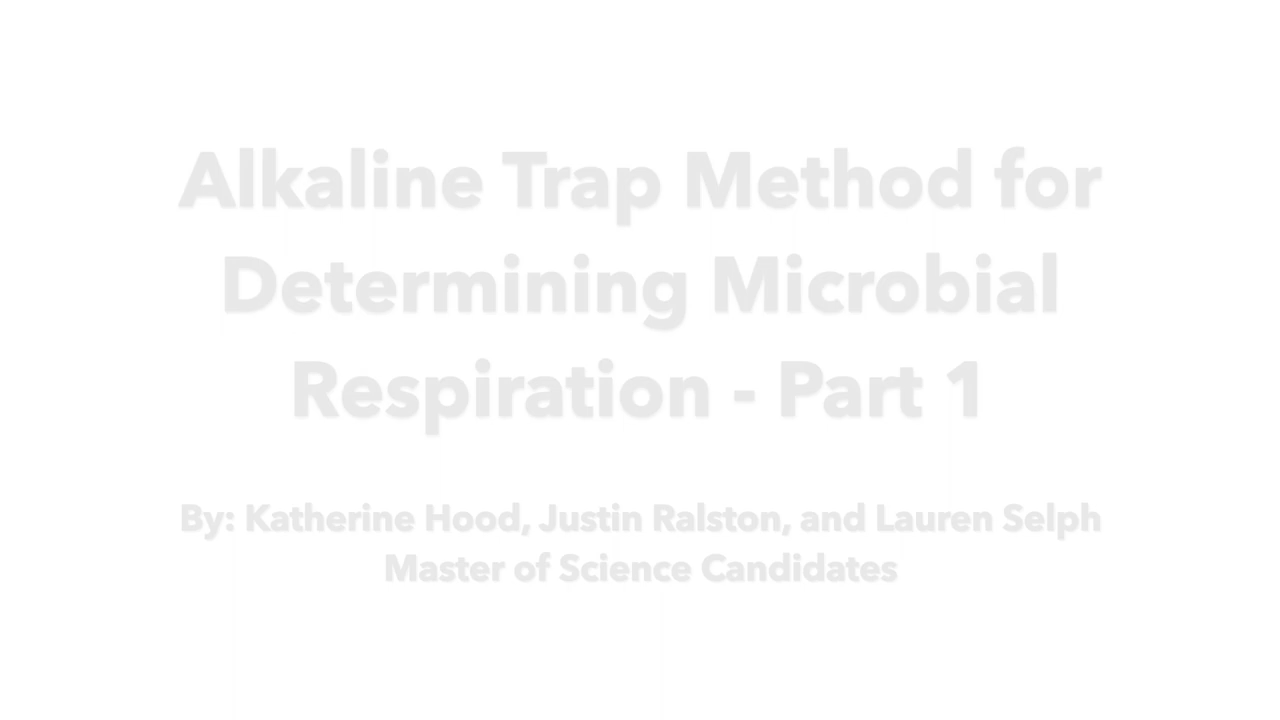 Alkaline Trap Method for
Determining Microbial
Respiration - Part 1
By: Katherine Hood, Justin Ralston, and Lauren Selph
Master of Science Candidates